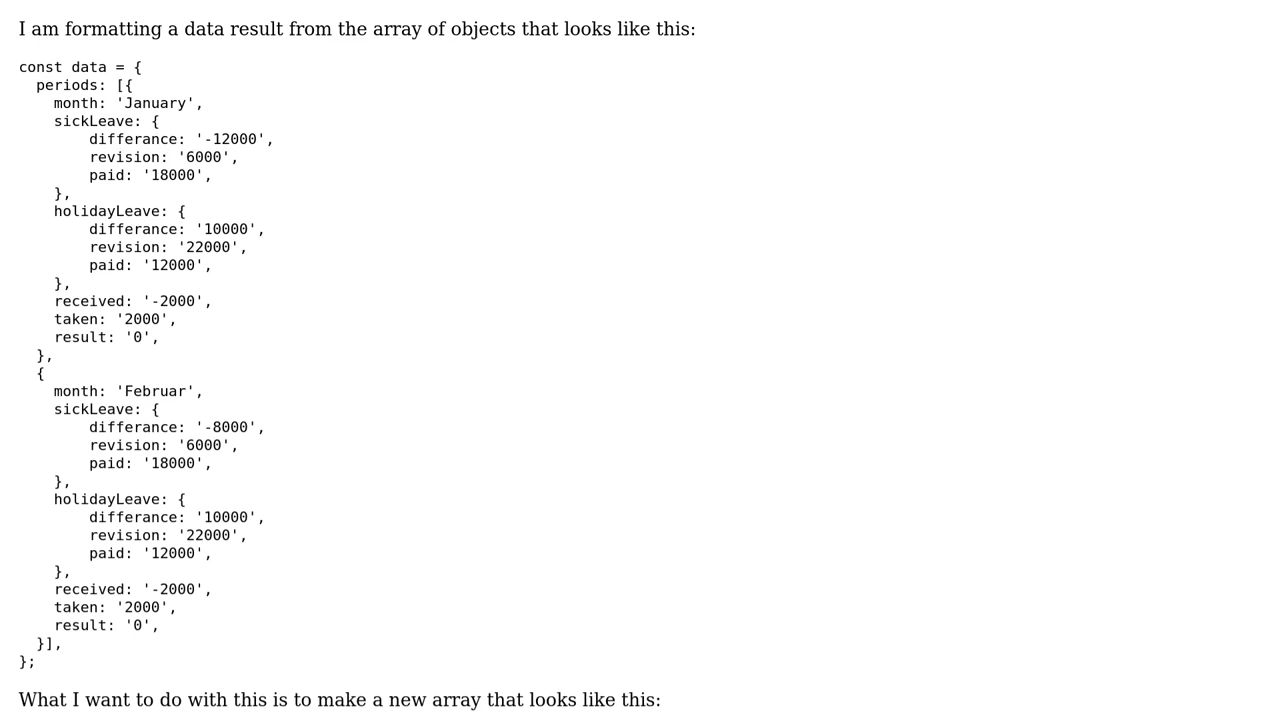 I am formatting a data result from the array of objects that looks like this:
const data = {
  periods: [{
    month: 'January',
    sickLeave: {
        differance: '-12000',
        revision: '6000',
        paid: '18000',
    },
    holidayLeave: {
        differance: '10000',
        revision: '22000',
        paid: '12000',
    },
    received: '-2000',
    taken: '2000',
    result: '0',
  },
  {
    month: 'Februar',
    sickLeave: {
        differance: '-8000',
        revision: '6000',
        paid: '18000',
    },
    holidayLeave: {
        differance: '10000',
        revision: '22000',
        paid: '12000',
    },
    received: '-2000',
    taken: '2000',
    result: '0',
  }],
};
What I want to do with this is to make a new array that looks like this: